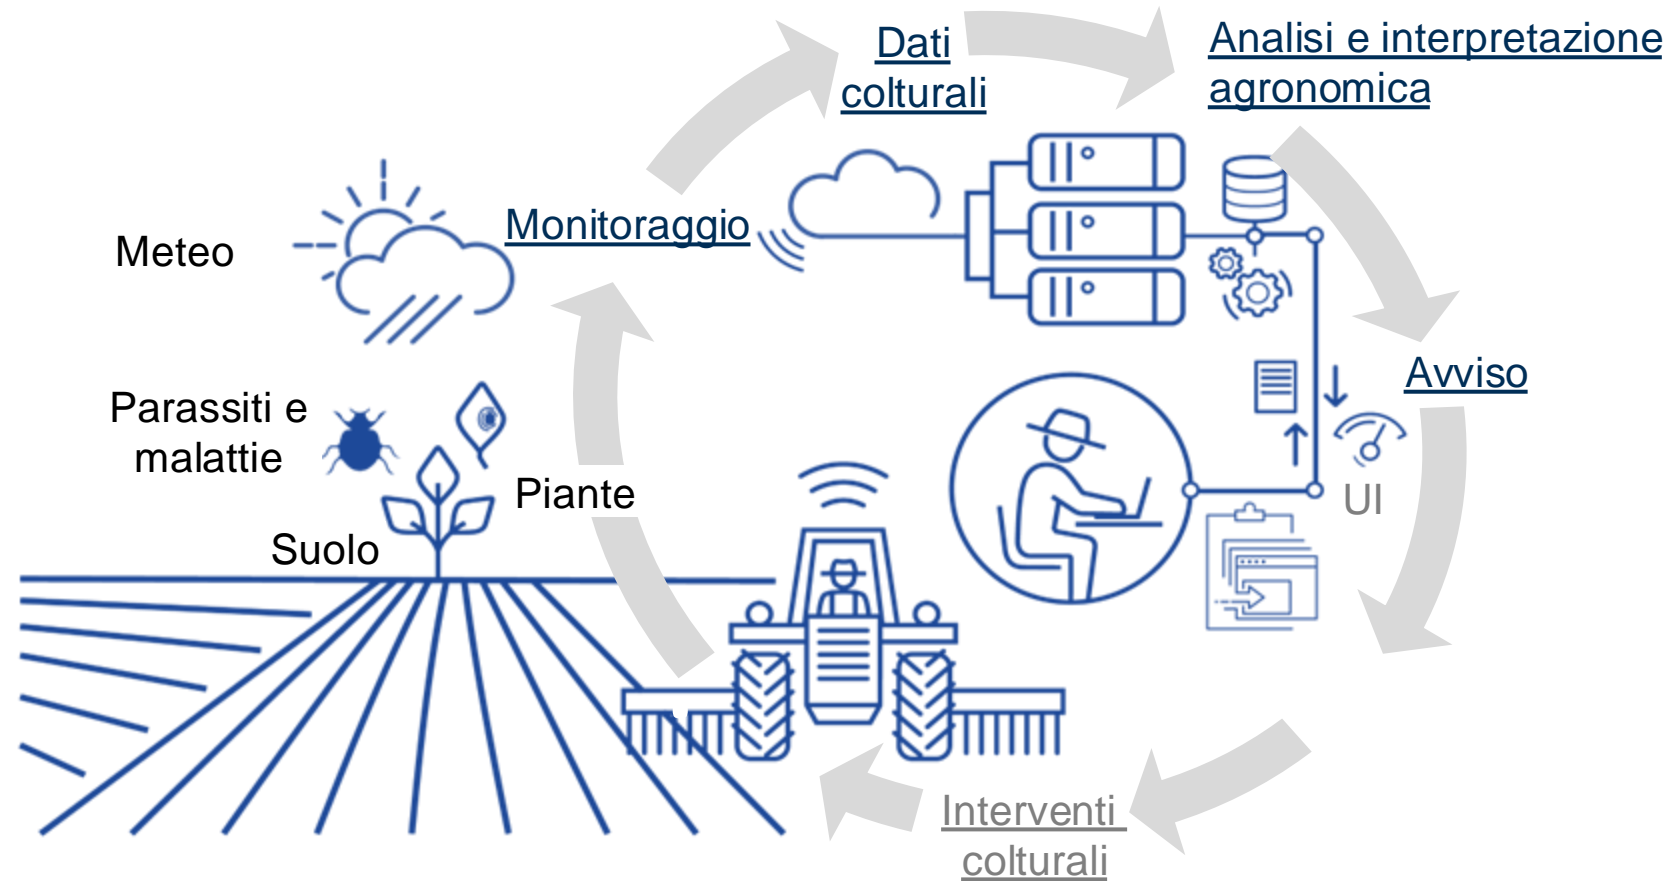 Dati
colturali
Analisi e interpretazione
agronomica
Monitoraggio
Meteo
Avviso
Parassiti e
malattie
Piante
UI
Suolo
Interventi
colturali